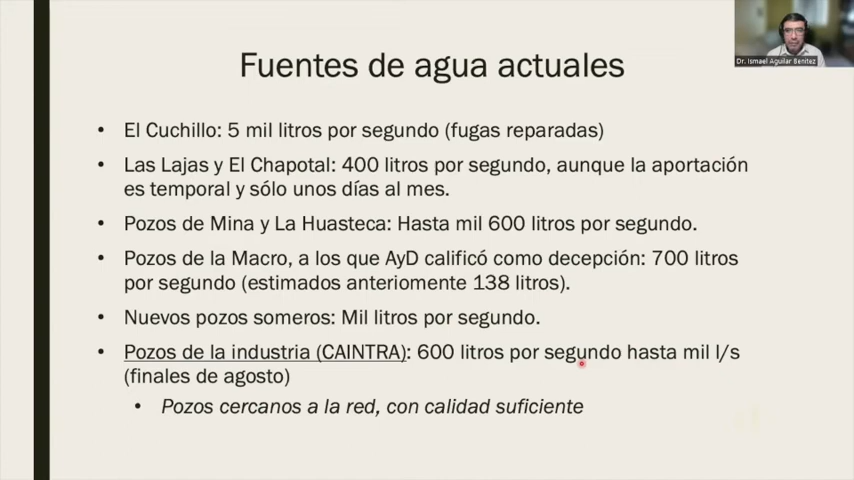 Dr. Ismael Aguilar Benitez
Fuentes de agua actuales
• El Cuchillo: 5 mil litros por segundo (fugas reparadas)
• Las Lajas y El Chapotal: 400 litros por segundo, aunque la aportación
es temporal y sólo unos días al mes.
• Pozos de Mina y La Huasteca: Hasta mil 600 litros por segundo.
• Pozos de la Macro, a los que AyD calificó como decepción: 700 litros
por segundo (estimados anteriomente 138 litros).
• Nuevos pozos someros: Mil litros por segundo.
• Pozos de la industria (CAINTRA): 600 litros por segundo hasta mil l/s
(finales de agosto)
• Pozos cercanos a la red, con calidad suficiente